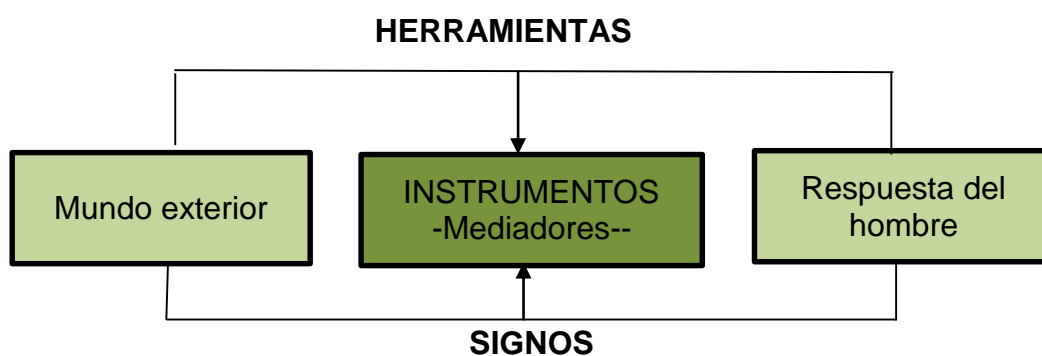 HERRAMIENTAS
Mundo exterior
INSTRUMENTOS
-Mediadores--
Respuesta del
hombre
SIGNOS